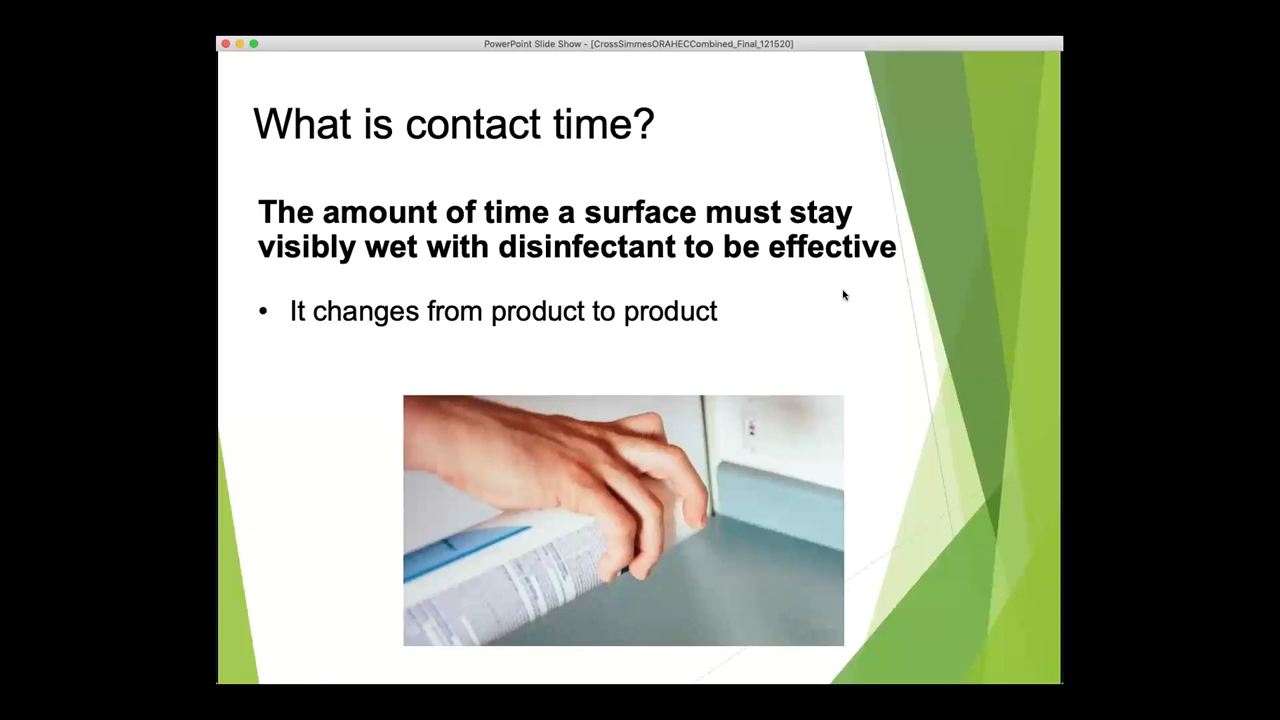 PowerPoint Slide Show - [CrossSimmesORAHECCombined_Final_121520]
What is contact time?
The amount of time a surface must stay
visibly wet with disinfectant to be effective
• It changes from product to product